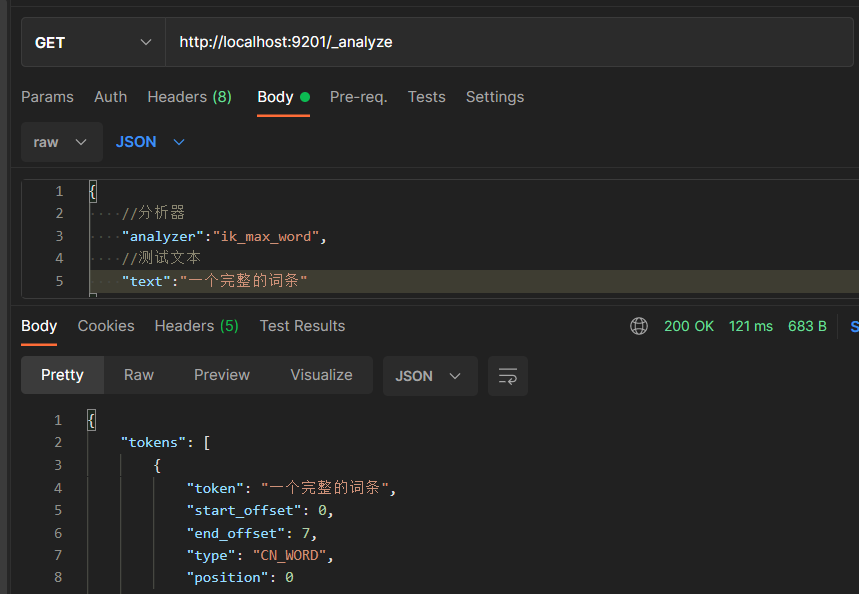 GET http://localhost:9201/_analyze
Params Auth Headers (8) Body Pre-req. Tests Settings
raw JSON
1 {
2 //分析器
3 "analyzer":"ik_max_word",
4 //测试文本
5 "text":"一个完整的词条"
Body Cookies Headers (5) Test Results 200 OK 121 ms 683 B S
Pretty Raw Preview Visualize JSON
1 {
2 "tokens": [
3 {
4 "token": "一个完整的词条",
5 "start_offset": 0,
6 "end_offset": 7,
7 "type": "CN_WORD",
8 "position": 0